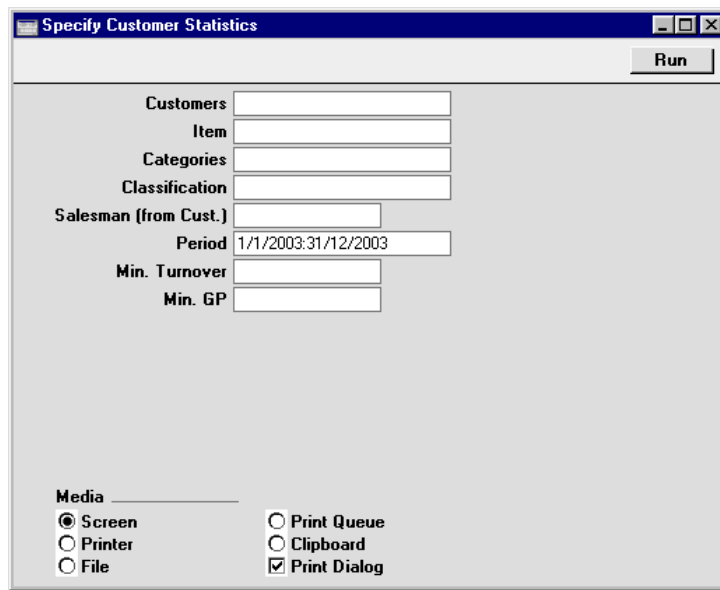 Specify Customer Statistics
Run
Customers
Item
Categories
Classification
Salesman (from Cust.)
Period 1/1/2003:31/12/2003
Min. Turnover
Min. GP
Media
Screen Print Queue
Printer Clipboard
File Print Dialog